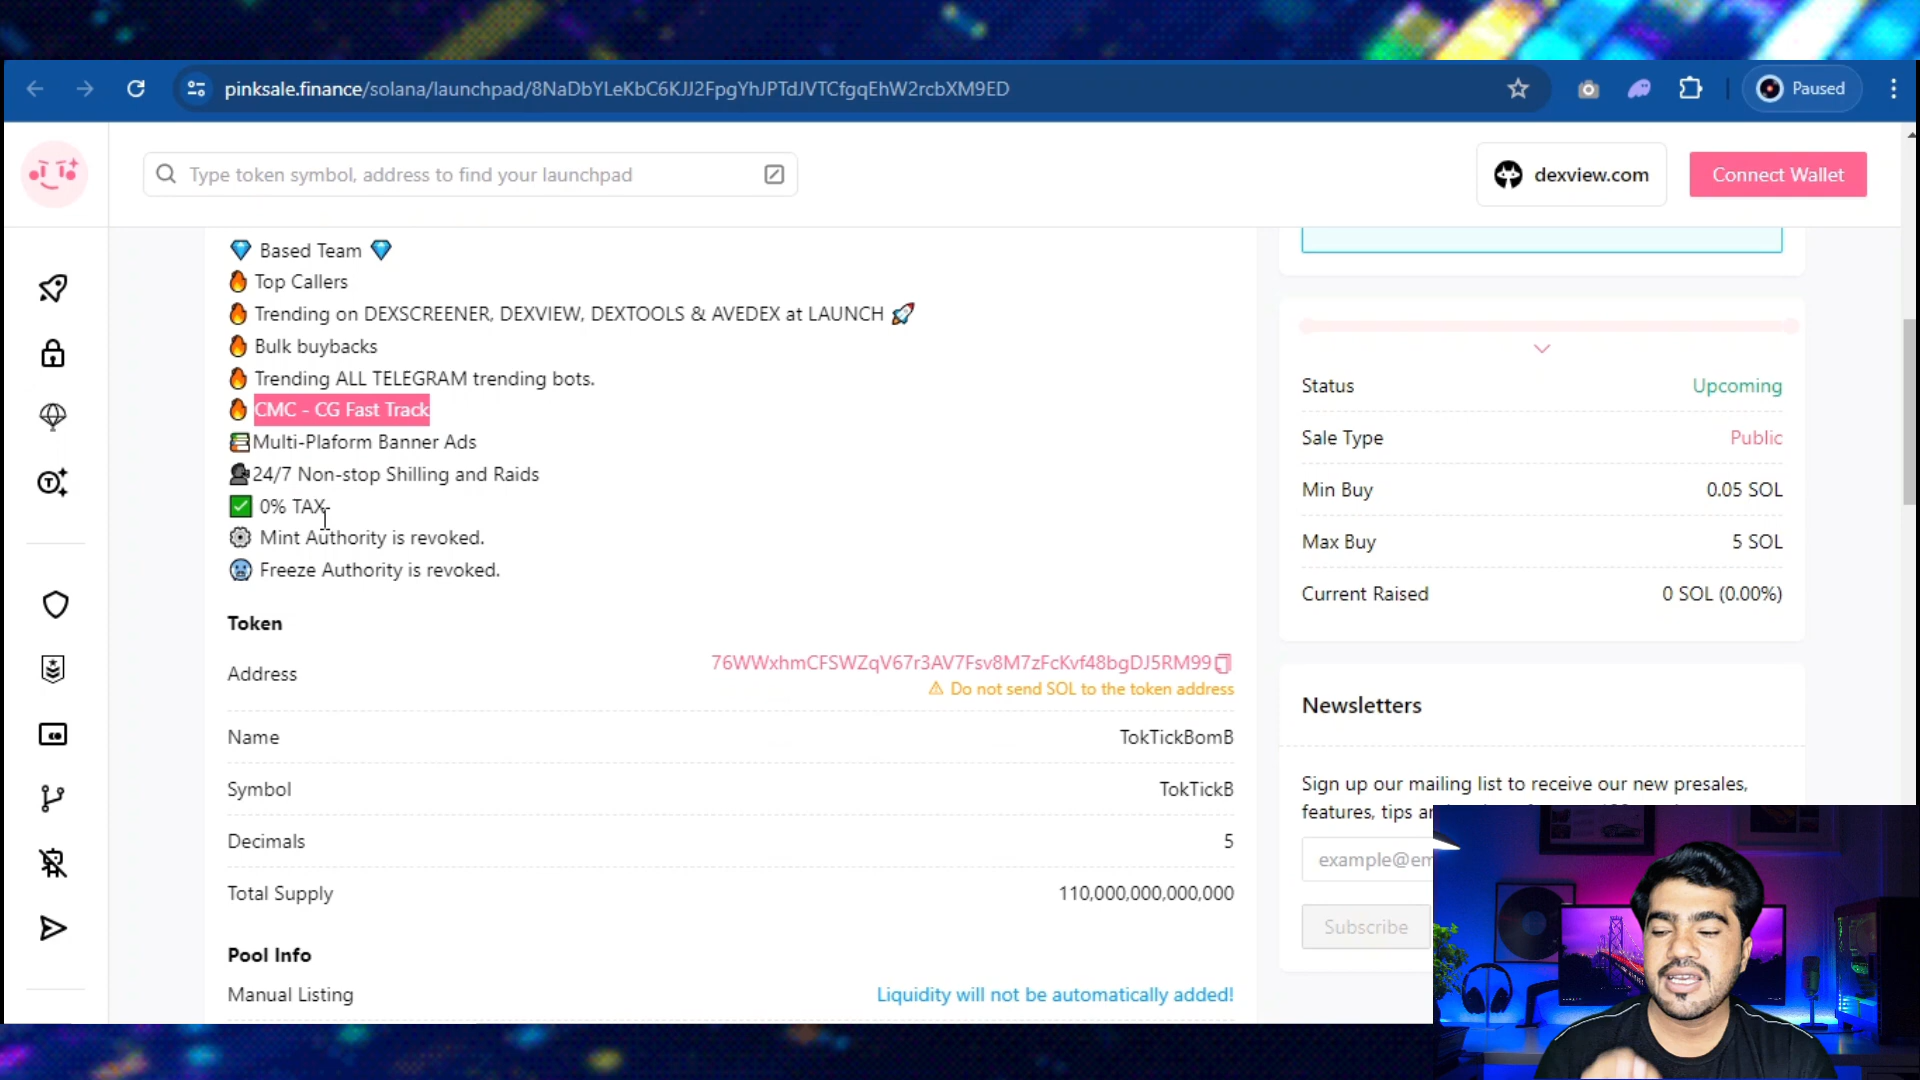 pinksale.finance/solana/launchpad/8NaDbYLeKbC6KJJ2FpgYhJPTdJVTCfgqEhW2rcbXM9ED
Paused
Type token symbol, address to find your launchpad
dexview.com
Connect Wallet
Based Team
Top Callers
Trending on DEXSCREENER, DEXVIEW, DEXTOOLS & AVEDEX at LAUNCH
Bulk buybacks
Trending ALL TELEGRAM trending bots.
CMC - CG Fast Track
Multi-Plaform Banner Ads
24/7 Non-stop Shilling and Raids
0% TAX-
Mint Authority is revoked.
Freeze Authority is revoked.
Token
Address
76WWxhmCFSWZqV67r3AV7Fsv8M7zFcKvf48bgDJ5RM99
Do not send SOL to the token address
Name TokTickBomB
Symbol TokTickB
Decimals 5
Total Supply 110,000,000,000,000
Pool Info
Manual Listing Liquidity will not be automatically added!
Status Upcoming
Sale Type Public
Min Buy 0.05 SOL
Max Buy 5 SOL
Current Raised 0 SOL (0.00%)
Newsletters
Sign up our mailing list to receive our new presales,
features, tips
example@em
Subscribe